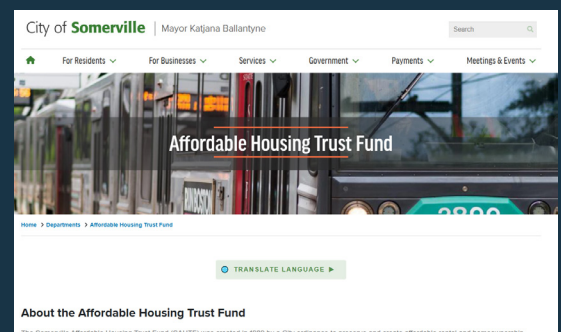 City of Somerville | Mayor Katjana Ballantyne
Search
For Residents
For Businesses
Services
Government
Payments
Meetings & Events
Affordable Housing Trust Fund
Home > Departments > Affordable Housing Trust Fund
TRANSLATE LANGUAGE
About the Affordable Housing Trust Fund